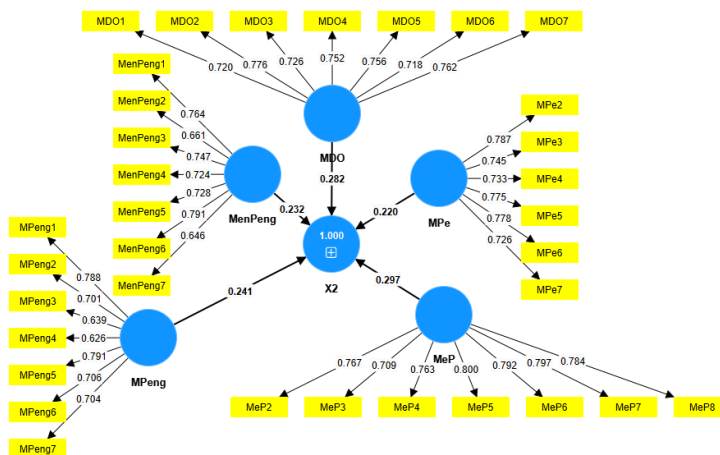 MDO1 MDO2 MDO3 MDO4 MDO5 MDO6 MDO7
0.720 0.776 0.726 0.752 0.756 0.718 0.762
MDO
0.282
MenPeng1
MenPeng2
MenPeng3
MenPeng4
MenPeng5
MenPeng6
MenPeng7
0.764
0.661
0.747
0.724
0.728
0.791
0.646
MenPeng
0.232
MPe2
MPe3
MPe4
MPe5
MPe6
MPe7
0.787
0.745
0.733
0.775
0.778
0.726
MPe
0.220
1.000
X2
MPeng1
MPeng2
MPeng3
MPeng4
MPeng5
MPeng6
MPeng7
0.788
0.701
0.639
0.626
0.791
0.706
0.704
MPeng
0.241
0.297
MeP
0.767 0.709 0.763 0.800 0.792 0.797 0.784
MeP2 MeP3 MeP4 MeP5 MeP6 MeP7 MeP8